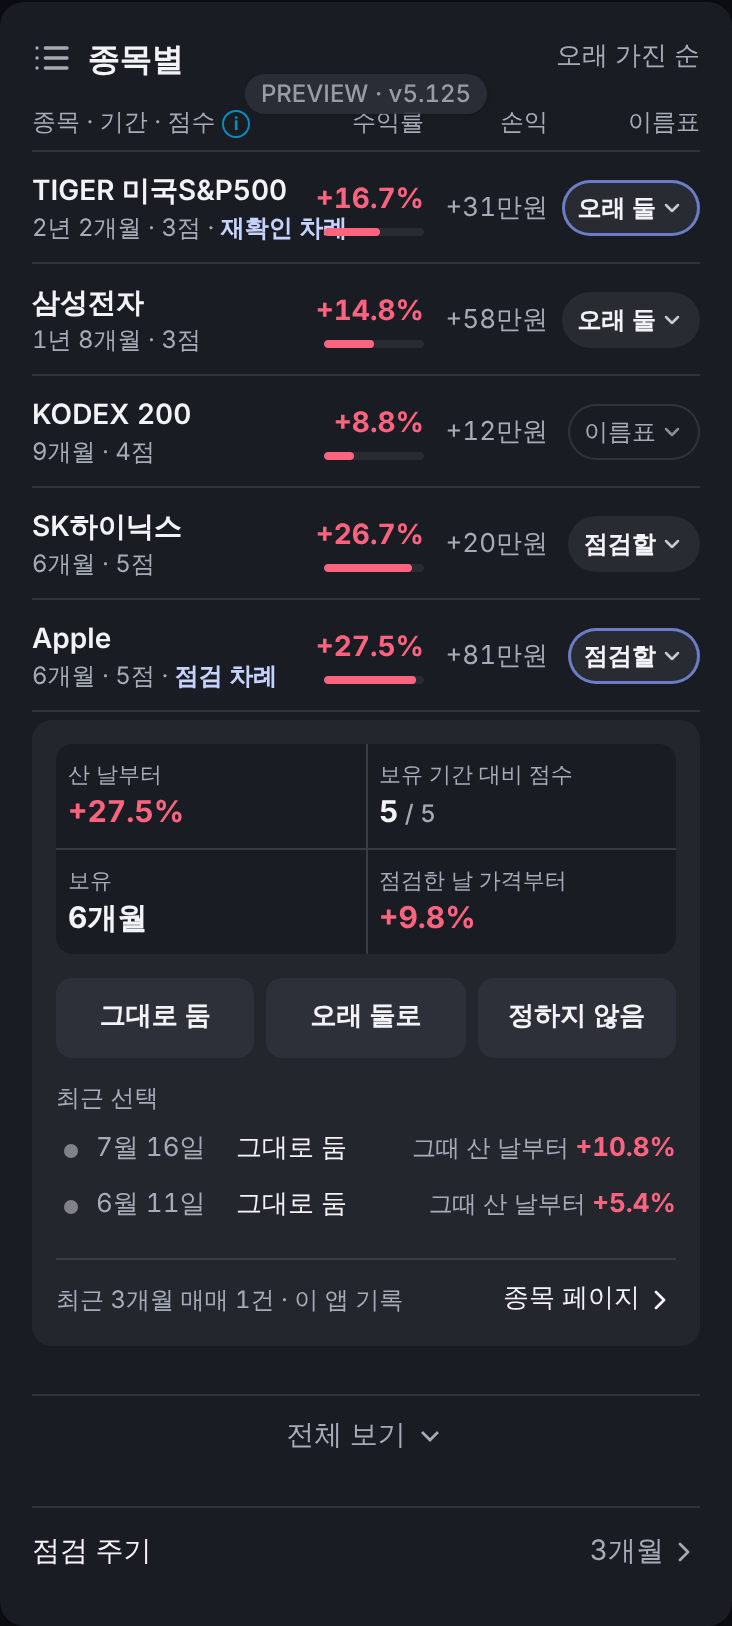 종목별
오래 가진 순
PREVIEW · v5.125
종목 · 기간 · 점수 수익률 손익 이름표
TIGER 미국S&P500 +16.7% +31만원 오래 둘
2년 2개월 · 3점 · 재확인 차례
삼성전자 +14.8% +58만원 오래 둘
1년 8개월 · 3점
KODEX 200 +8.8% +12만원 이름표
9개월 · 4점
SK하이닉스 +26.7% +20만원 점검할
6개월 · 5점
Apple +27.5% +81만원 점검할
6개월 · 5점 · 점검 차례
산 날부터 보유 기간 대비 점수
+27.5% 5 / 5
보유 점검한 날 가격부터
6개월 +9.8%
그대로 둠 오래 둘로 정하지 않음
최근 선택
7월 16일 그대로 둠 그때 산 날부터 +10.8%
6월 11일 그대로 둠 그때 산 날부터 +5.4%
최근 3개월 매매 1건 · 이 앱 기록 종목 페이지
전체 보기
점검 주기 3개월